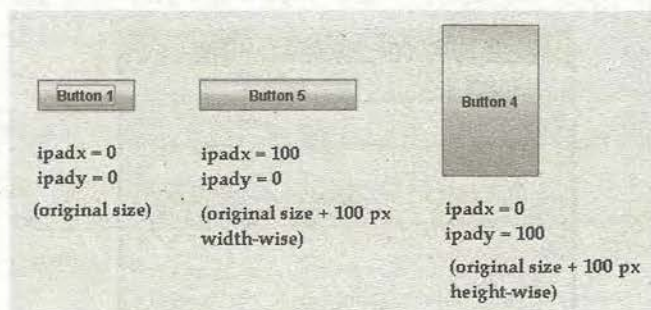 Button 1
ipadx = 0
ipady = 0
(original size)
Button 5
ipadx = 100
ipady = 0
(original size + 100 px
width-wise)
Button 4
ipadx = 0
ipady = 100
(original size + 100 px
height-wise)